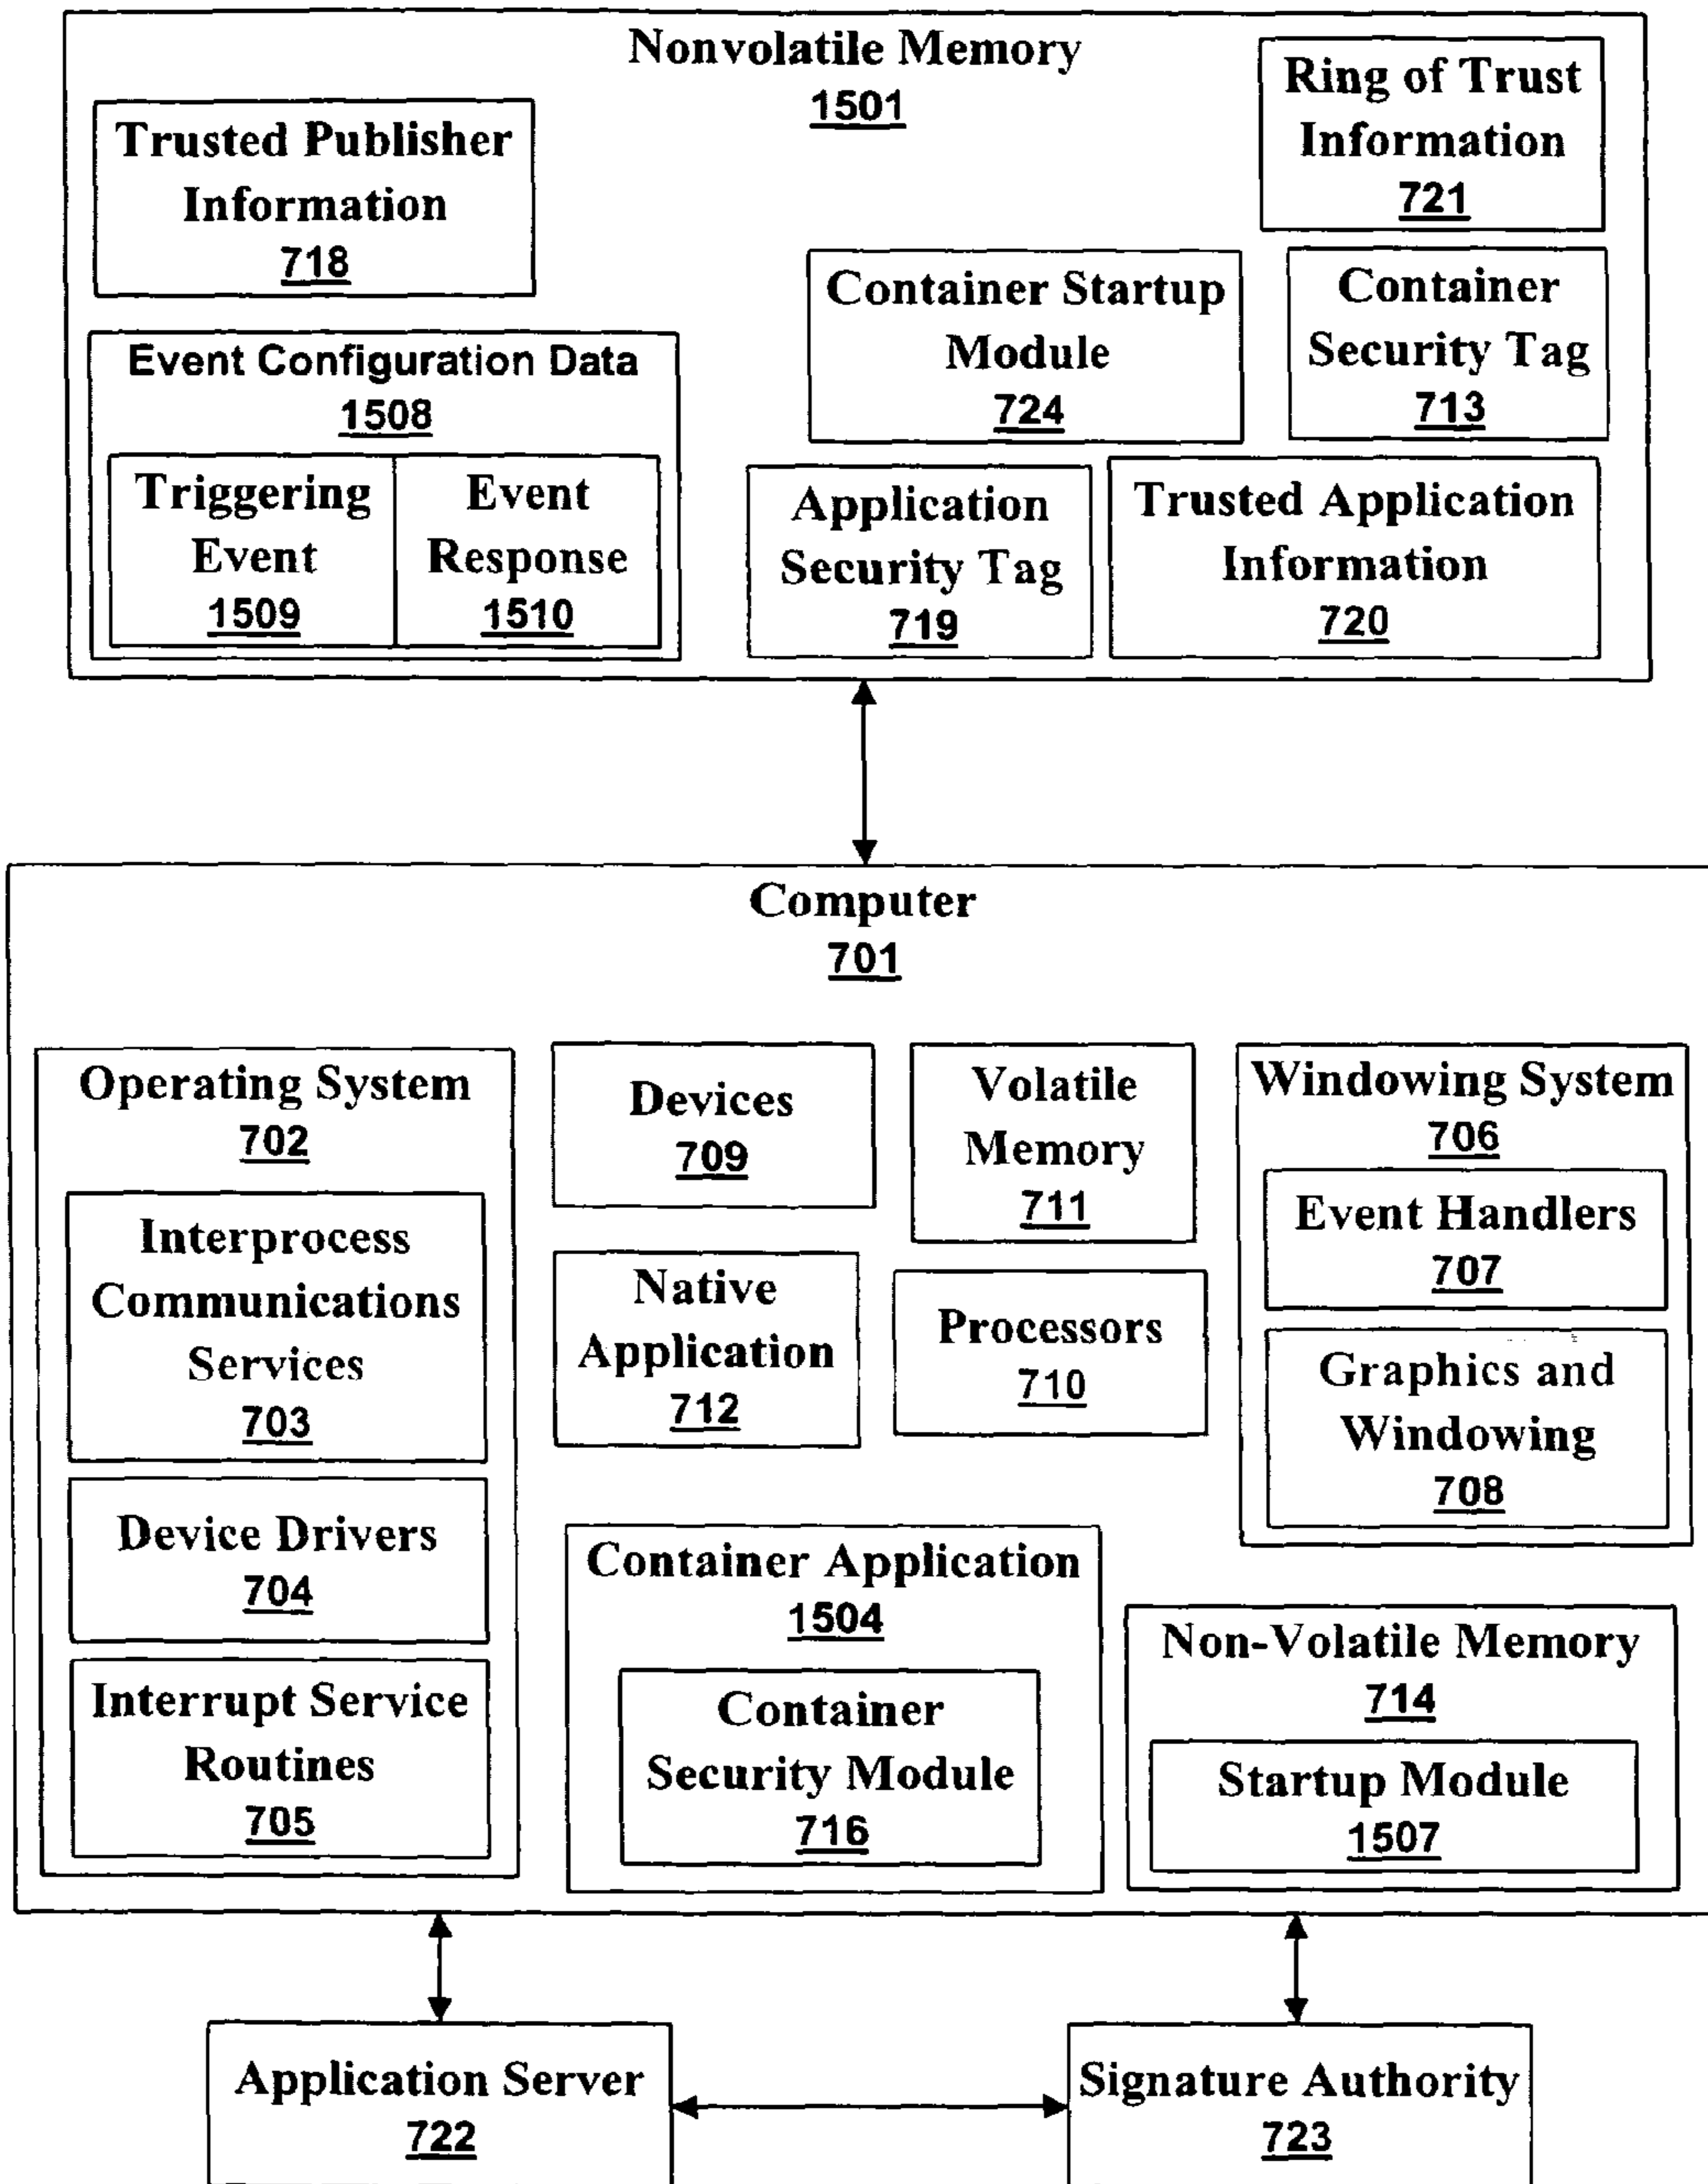 Nonvolatile Memory
1501
Trusted Publisher
Information
718
Ring of Trust
Information
721
Container Startup
Module
724
Container
Security Tag
713
Event Configuration Data
1508
Triggering
Event
1509
Event
Response
1510
Application
Security Tag
719
Trusted Application
Information
720
Computer
701
Operating System
702
Interprocess
Communications
Services
703
Device Drivers
704
Interrupt Service
Routines
705
Devices
709
Volatile
Memory
711
Native
Application
712
Processors
710
Windowing System
706
Event Handlers
707
Graphics and
Windowing
708
Container Application
1504
Container
Security Module
716
Non-Volatile Memory
714
Startup Module
1507
Application Server
722
Signature Authority
723